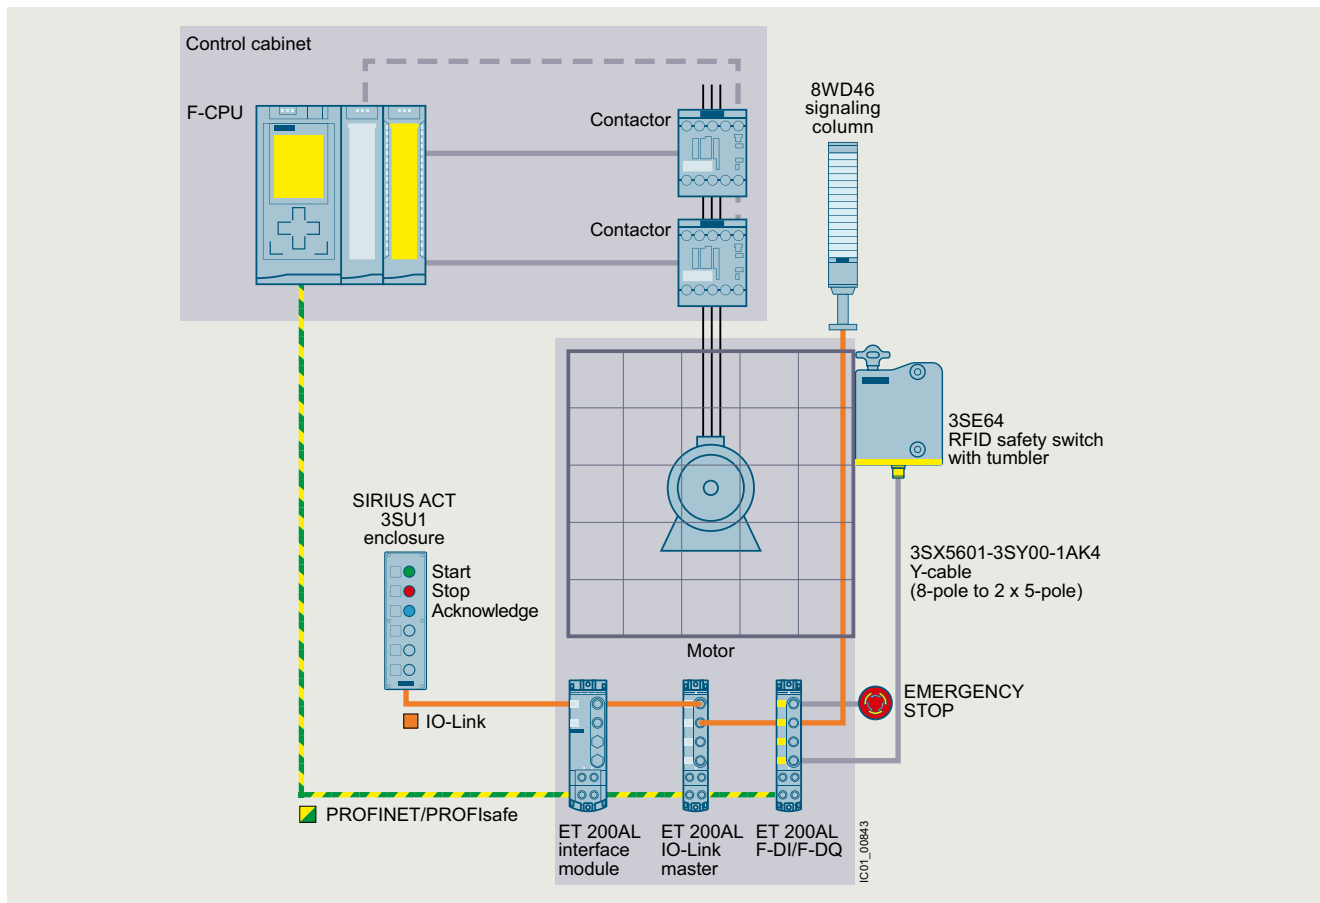 Control cabinet
F-CPU
Contactor
Contactor
8WD46
signaling
column
3SE64
RFID safety switch
with tumbler
SIRIUS ACT
3SU1
enclosure
Start
Stop
Acknowledge
3SX5601-3SY00-1AK4
Y-cable
(8-pole to 2 x 5-pole)
Motor
EMERGENCY
STOP
IO-Link
PROFINET/PROFIsafe
ET 200AL
interface
module
ET 200AL
IO-Link
master
ET 200AL
F-DI/F-DQ
IC01_00843